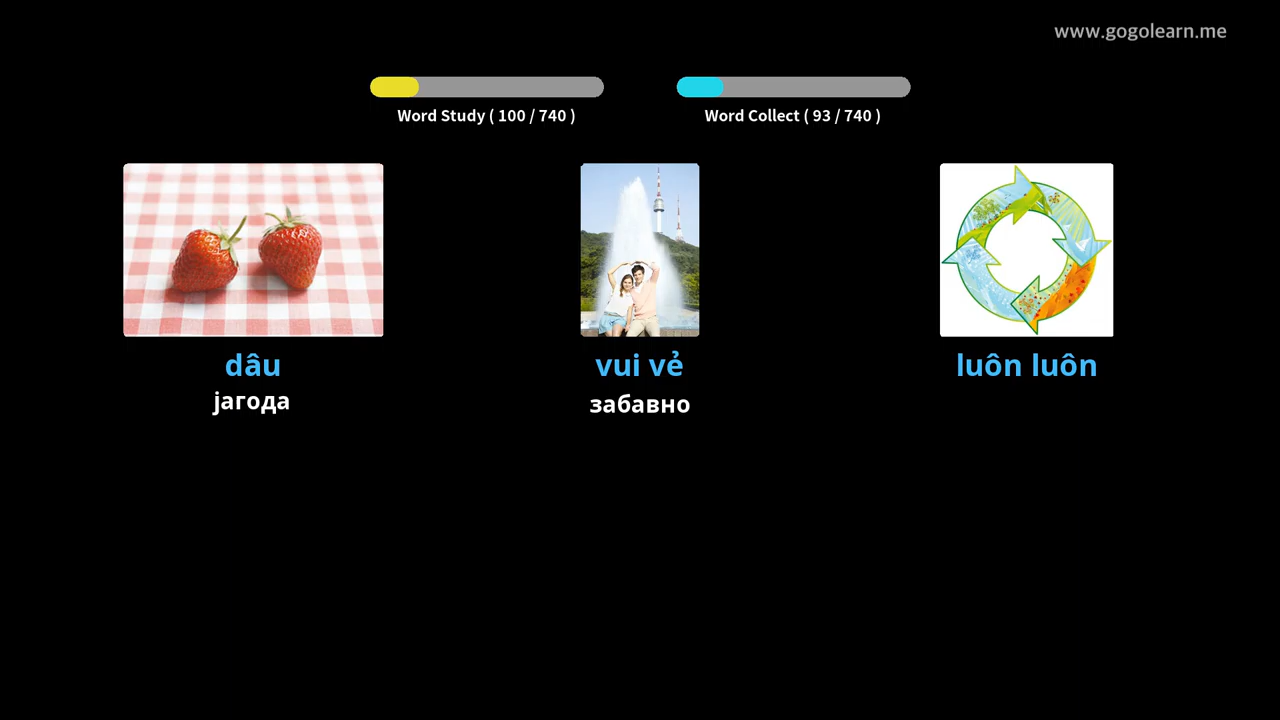 www.gogolearn.me
Word Study ( 100 / 740 )
Word Collect ( 93 / 740 )
dâu
јагода
vui vẻ
забавно
luôn luôn